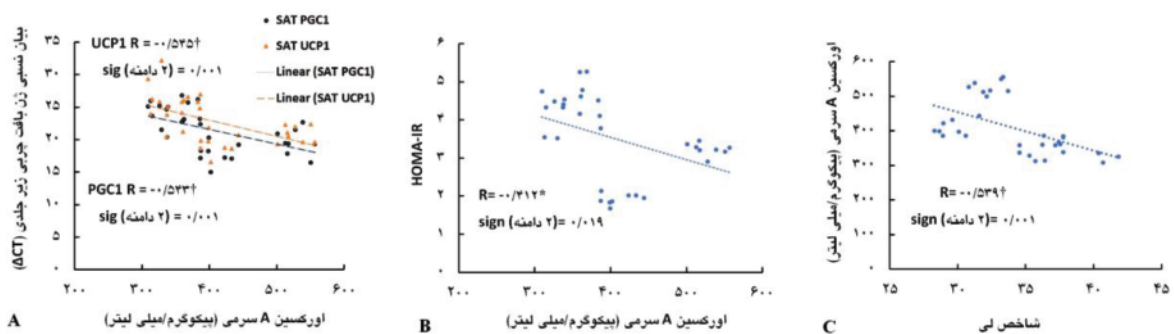 SAT PGC1
SAT UCP1
Linear (SAT PGC1)
Linear (SAT UCP1)
UCP1 R = -۰/۵۳۵†
sig (۲ دامنه) = ۰/۰۰۱
PGC1 R = -۰/۵۴۳†
sig (۲ دامنه) = ۰/۰۰۱
بیان نسبی ژن بافت چربی زیر جلدی (ΔCT)
۳۵
۳۰
۲۵
۲۰
۱۵
۱۰
۵
۰
۲۰۰ ۳۰۰ ۴۰۰ ۵۰۰ ۶۰۰
اورکسین A سرمی (پیکوگرم/میلی لیتر)
A
HOMA-IR
۶
۵
۴
۳
۲
۱
۰
R= -۰/۴۱۲*
sign (۲ دامنه)= ۰/۰۱۹
۲۰۰ ۳۰۰ ۴۰۰ ۵۰۰ ۶۰۰
اورکسین A سرمی (پیکوگرم/میلی لیتر)
B
اورکسین A سرمی (پیکوگرم/میلی لیتر)
۶۰۰
۵۰۰
۴۰۰
۳۰۰
۲۰۰
۱۰۰
۰
R= -۰/۵۳۹†
sign (۲ دامنه)= ۰/۰۰۱
۲۵ ۳۰ ۳۵ ۴۰ ۴۵
شاخص لی
C